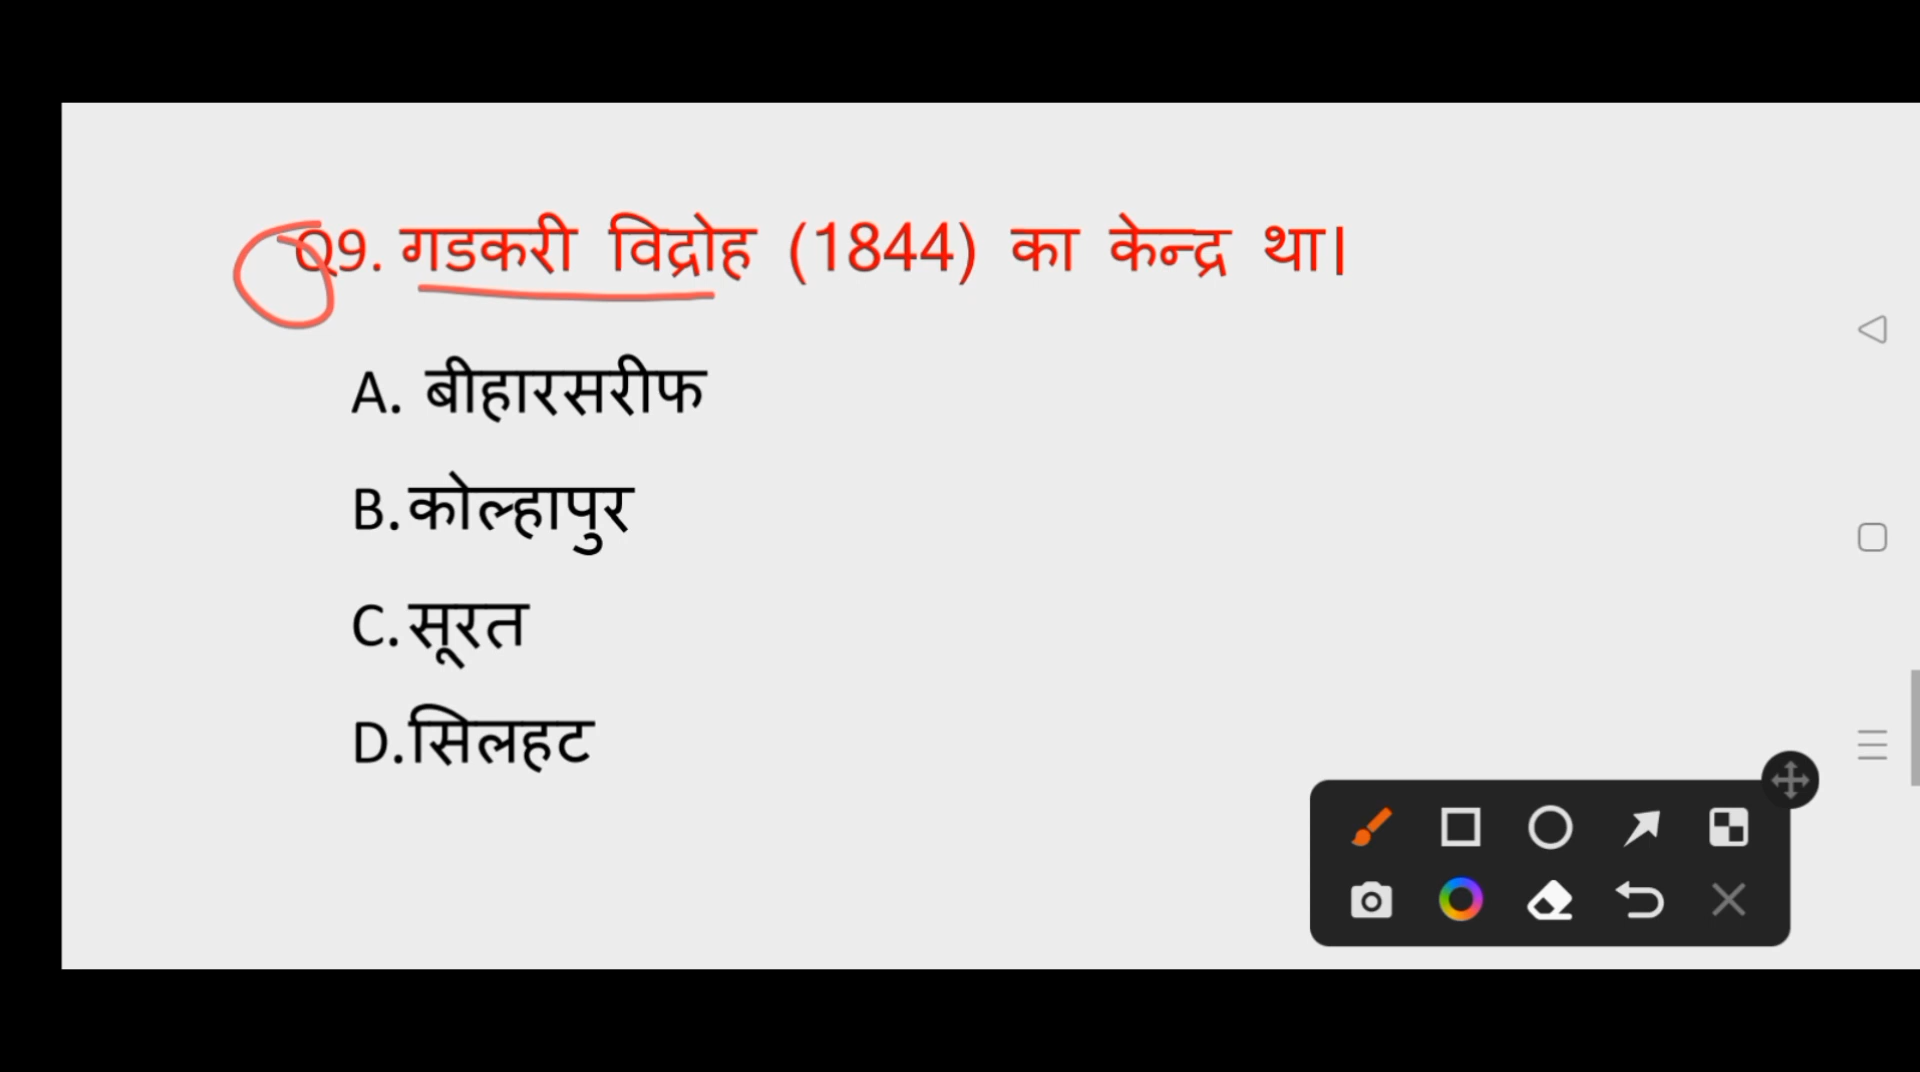 Q9. गडकरी विद्रोह (1844) का केन्द्र था।
A. बीहारसरीफ
B.कोल्हापुर
C.सूरत
D.सिलहट